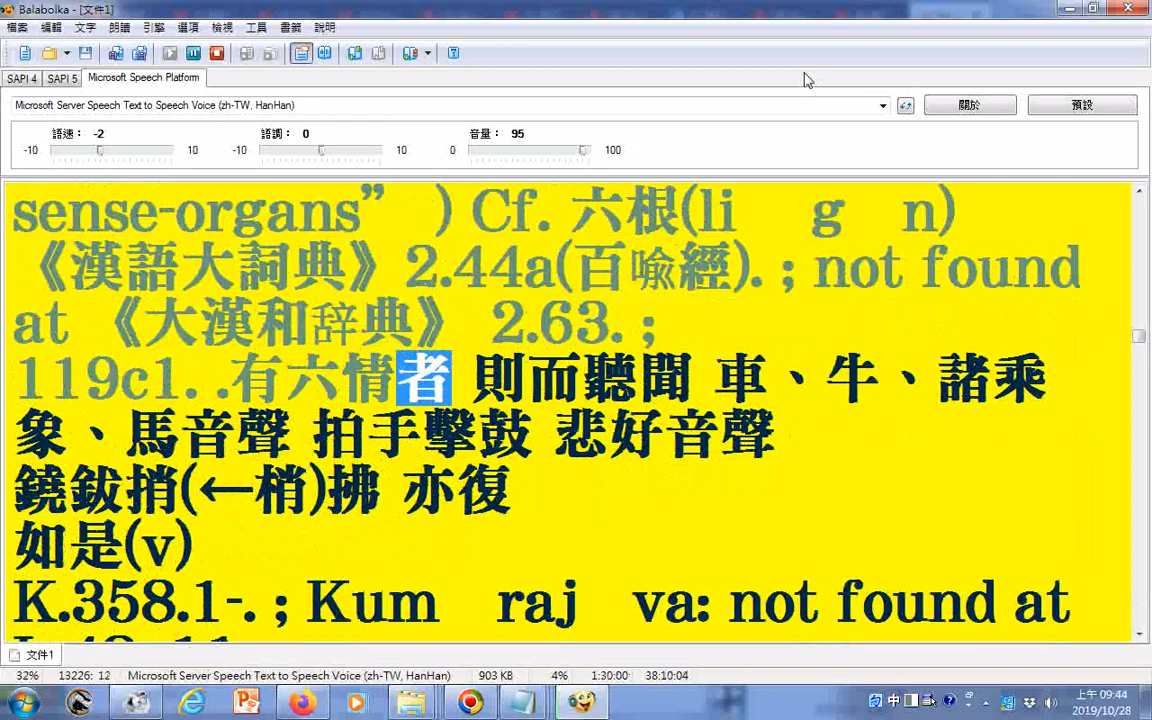 Balabolka - [文件1]
檔案 編輯 文字 朗讀 引擎 選項 檢視 工具 書籤 說明
SAPI 4 SAPI 5 Microsoft Speech Platform
Microsoft Server Speech Text to Speech Voice (zh-TW, HanHan) 關於 預設
語速： -2 語調： 0 音量： 95
-10 10 -10 10 0 100
sense-organs” ) Cf. 六根(li g n)
《漢語大詞典》 2.44a(百喩經). ; not found
at 《大漢和辞典》 2.63. ;
119c1. .有六情者 則而聽聞 車、牛、諸乘
象、馬音聲 拍手擊鼓 悲好音聲
鐃鈸捎(←梢)拂 亦復
如是(v)
K.358.1-. ; Kum raj va: not found at
文件1
32% 13226: 12 Microsoft Server Speech Text to Speech Voice (zh-TW, HanHan) 903 KB 4% 1:30:00 38:10:04
中
上午 09:44
2019/10/28